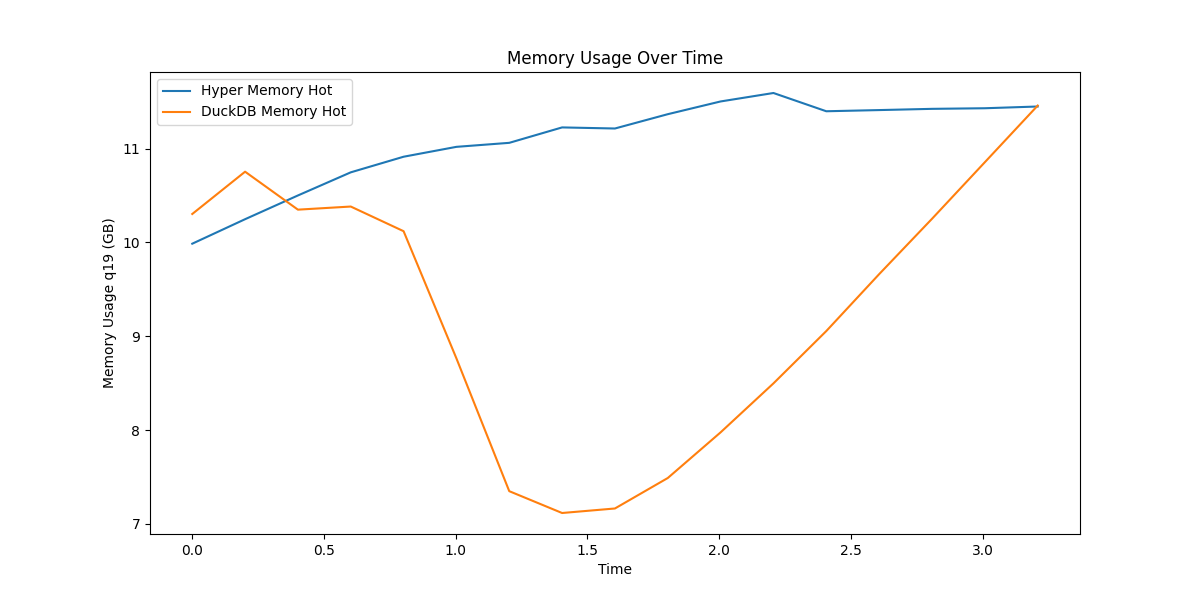 Memory Usage Over Time
Hyper Memory Hot
DuckDB Memory Hot
Memory Usage q19 (GB)
11
10
9
8
7
0.0 0.5 1.0 1.5 2.0 2.5 3.0
Time